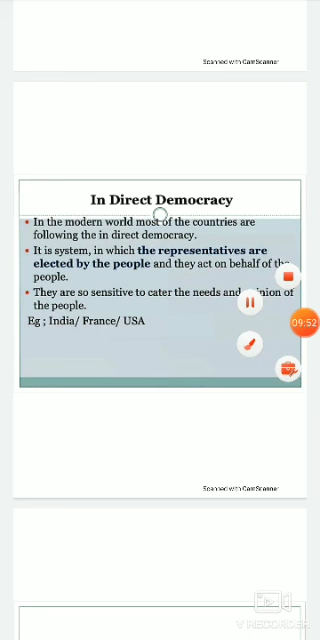 Scanned with CamScanner
In Direct Democracy
• In the modern world most of the countries are
following the in direct democracy.
• It is system, in which the representatives are
elected by the people and they act on behalf of the
people.
• They are so sensitive to cater the needs and opinion of
the people.
Eg ; India/ France/ USA
09:52
Scanned with CamScanner
V RECORDER